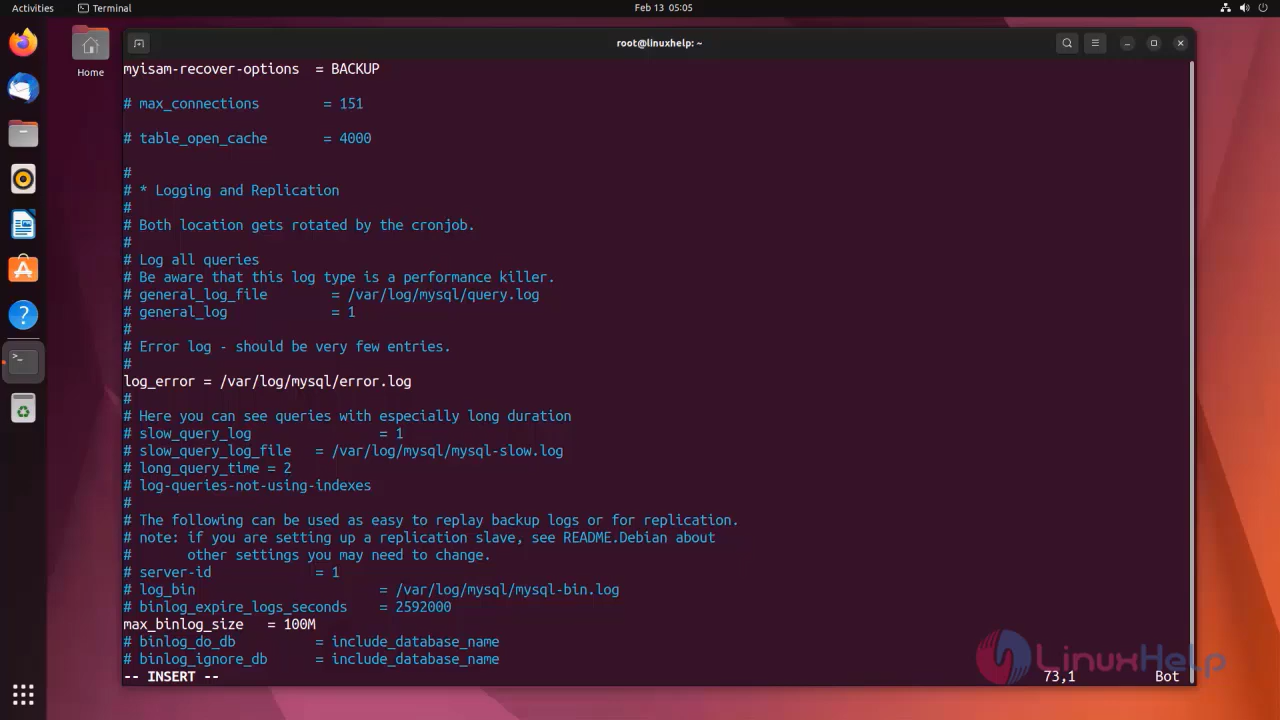 Activities
Terminal
Feb 13 05:05
root@linuxhelp: ~
Home
myisam-recover-options  = BACKUP
# max_connections        = 151
# table_open_cache       = 4000
#
# * Logging and Replication
#
# Both location gets rotated by the cronjob.
#
# Log all queries
# Be aware that this log type is a performance killer.
# general_log_file        = /var/log/mysql/query.log
# general_log             = 1
#
# Error log - should be very few entries.
#
log_error = /var/log/mysql/error.log
#
# Here you can see queries with especially long duration
# slow_query_log                = 1
# slow_query_log_file   = /var/log/mysql/mysql-slow.log
# long_query_time = 2
# log-queries-not-using-indexes
#
# The following can be used as easy to replay backup logs or for replication.
# note: if you are setting up a replication slave, see README.Debian about
#       other settings you may need to change.
# server-id             = 1
# log_bin                       = /var/log/mysql/mysql-bin.log
# binlog_expire_logs_seconds    = 2592000
max_binlog_size   = 100M
# binlog_do_db          = include_database_name
# binlog_ignore_db      = include_database_name
-- INSERT --
73,1
Bot
LinuxHelp